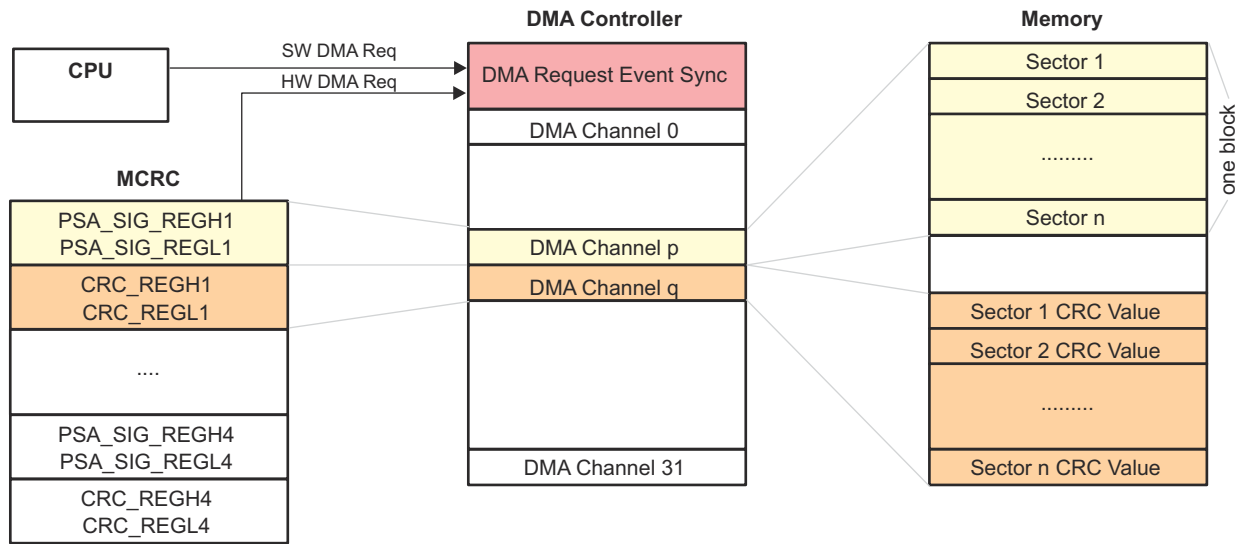 DMA Controller
Memory
CPU
SW DMA Req
HW DMA Req
DMA Request Event Sync
DMA Channel 0
DMA Channel p
DMA Channel q
DMA Channel 31
MCRC
PSA_SIG_REGH1
PSA_SIG_REGL1
CRC_REGH1
CRC_REGL1
....
PSA_SIG_REGH4
PSA_SIG_REGL4
CRC_REGH4
CRC_REGL4
Sector 1
Sector 2
.........
Sector n
one block
Sector 1 CRC Value
Sector 2 CRC Value
.........
Sector n CRC Value